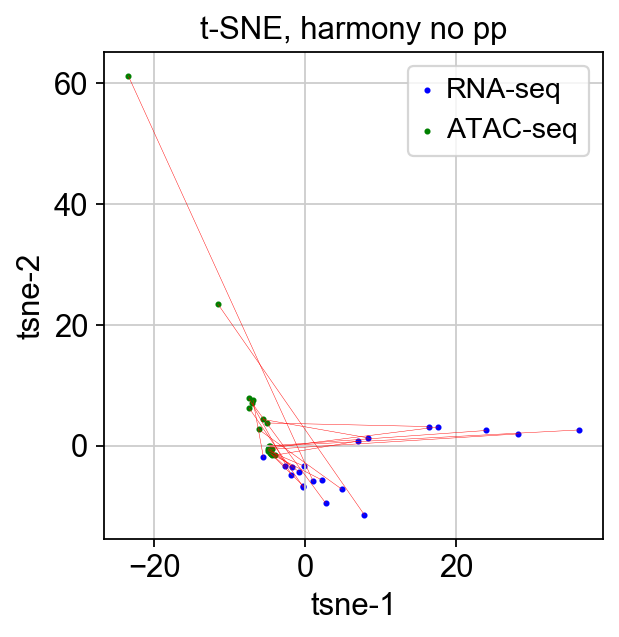 t-SNE, harmony no pp
RNA-seq
ATAC-seq
60
40
20
0
tsne-2
−20
0
20
tsne-1